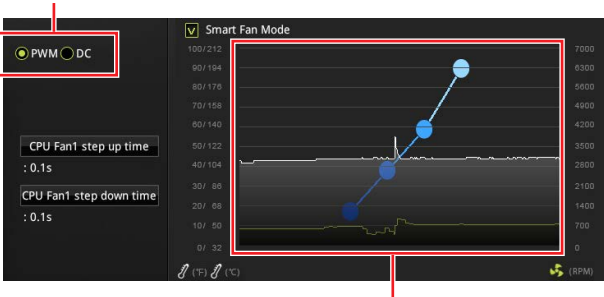 V Smart Fan Mode
PWM DC
100/212 7000
90/194 6300
80/176 5600
70/158 4900
60/140 4200
50/122 3500
40/104 2800
30/ 86 2100
20/ 68 1400
10/ 50 700
0/ 32 0
CPU Fan1 step up time
: 0.1s
CPU Fan1 step down time
: 0.1s
(°F) (°C) (RPM)